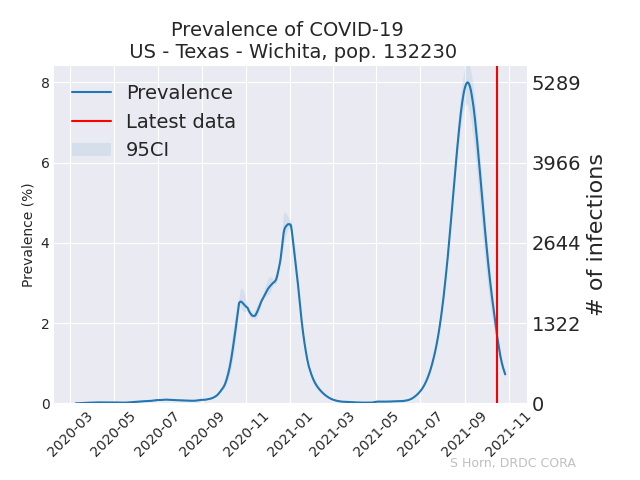 Prevalence of COVID-19
US - Texas - Wichita, pop. 132230
Prevalence
Latest data
95CI
Prevalence (%)
8
6
4
2
0
5289
3966
2644
1322
0
# of infections
2020-03
2020-05
2020-07
2020-09
2020-11
2021-01
2021-03
2021-05
2021-07
2021-09
2021-11
S Horn, DRDC CORA